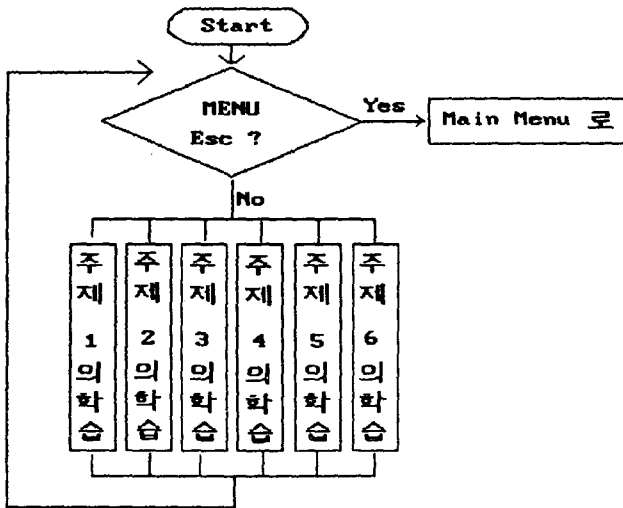 Start
MENU
Esc ?
Yes
Main Menu 로
No
주제 1의 학습
주제 2의 학습
주제 3의 학습
주제 4의 학습
주제 5의 학습
주제 6의 학습